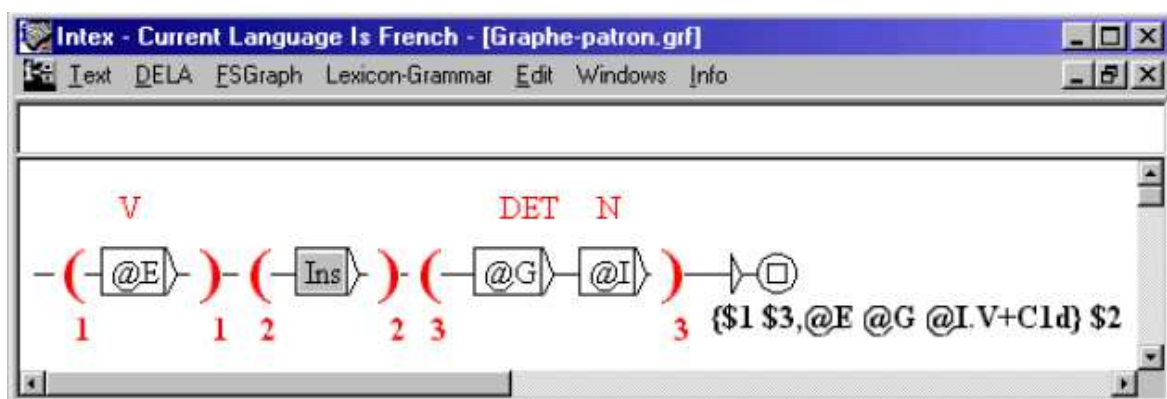 Intex - Current Language Is French - [Graphe-patron.grf]
Text DELA FSGraph Lexicon-Grammar Edit Windows Info
V DET N
( @E ) ( Ins ) ( @G @I )
1 1 2 2 3 3 {$1 $3,@E @G @I.V+C1d} $2